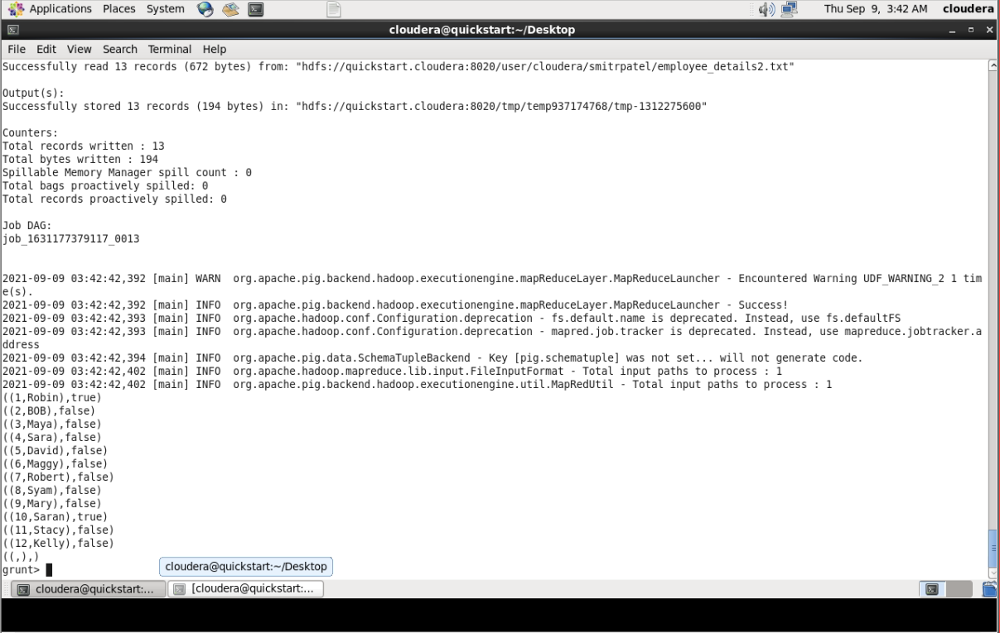 Applications Places System Thu Sep 9, 3:42 AM cloudera
cloudera@quickstart:~/Desktop
File Edit View Search Terminal Help
Successfully read 13 records (672 bytes) from: "hdfs://quickstart.cloudera:8020/user/cloudera/smitrpatel/employee_details2.txt"
Output(s):
Successfully stored 13 records (194 bytes) in: "hdfs://quickstart.cloudera:8020/tmp/temp937174768/tmp-1312275600"
Counters:
Total records written : 13
Total bytes written : 194
Spillable Memory Manager spill count : 0
Total bags proactively spilled: 0
Total records proactively spilled: 0
Job DAG:
job_1631177379117_0013
2021-09-09 03:42:42,392 [main] WARN  org.apache.pig.backend.hadoop.executionengine.mapReduceLayer.MapReduceLauncher - Encountered Warning UDF_WARNING_2 1 tim
e(s).
2021-09-09 03:42:42,392 [main] INFO  org.apache.pig.backend.hadoop.executionengine.mapReduceLayer.MapReduceLauncher - Success!
2021-09-09 03:42:42,393 [main] INFO  org.apache.hadoop.conf.Configuration.deprecation - fs.default.name is deprecated. Instead, use fs.defaultFS
2021-09-09 03:42:42,393 [main] INFO  org.apache.hadoop.conf.Configuration.deprecation - mapred.job.tracker is deprecated. Instead, use mapreduce.jobtracker.a
ddress
2021-09-09 03:42:42,394 [main] INFO  org.apache.pig.data.SchemaTupleBackend - Key [pig.schematuple] was not set... will not generate code.
2021-09-09 03:42:42,402 [main] INFO  org.apache.hadoop.mapreduce.lib.input.FileInputFormat - Total input paths to process : 1
2021-09-09 03:42:42,402 [main] INFO  org.apache.pig.backend.hadoop.executionengine.util.MapRedUtil - Total input paths to process : 1
((1,Robin),true)
((2,BOB),false)
((3,Maya),false)
((4,Sara),false)
((5,David),false)
((6,Maggy),false)
((7,Robert),false)
((8,Syam),false)
((9,Mary),false)
((10,Saran),true)
((11,Stacy),false)
((12,Kelly),false)
((,),)
grunt>
cloudera@quickstart:~/Desktop
cloudera@quickstart:... [cloudera@quickstart:...